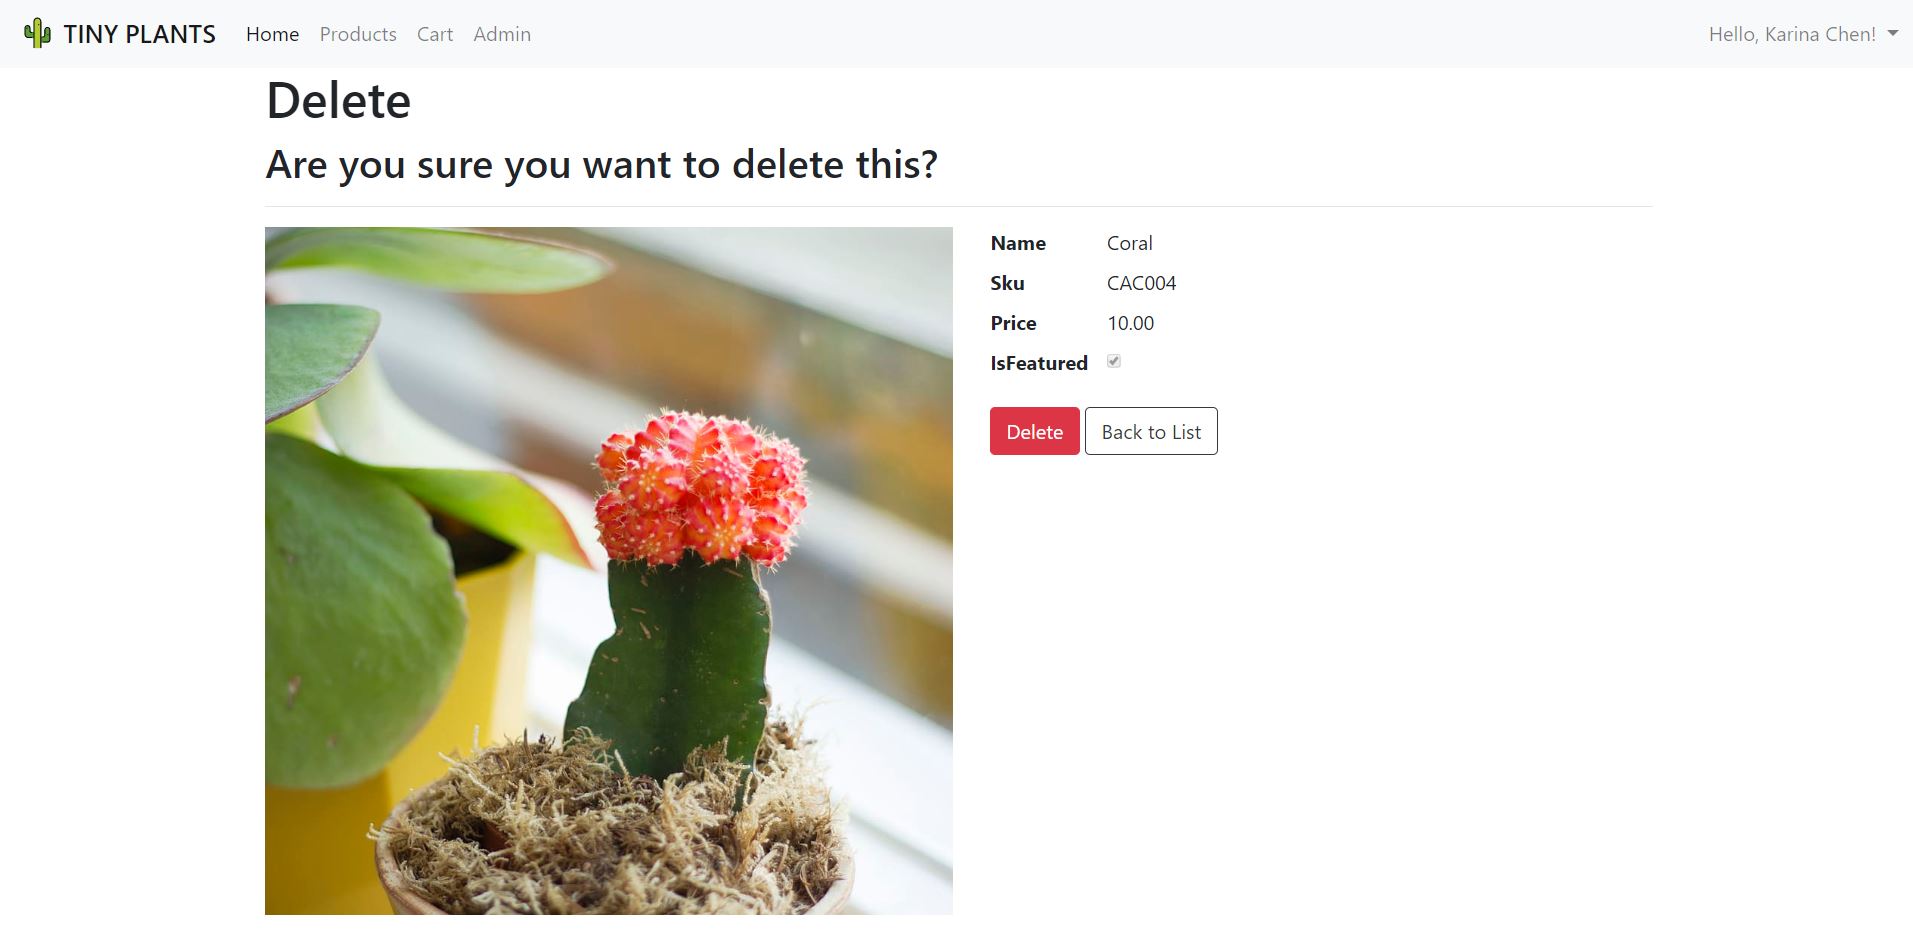 TINY PLANTS Home Products Cart Admin Hello, Karina Chen!
Delete
Are you sure you want to delete this?
Name Coral
Sku CAC004
Price 10.00
IsFeatured
Delete Back to List